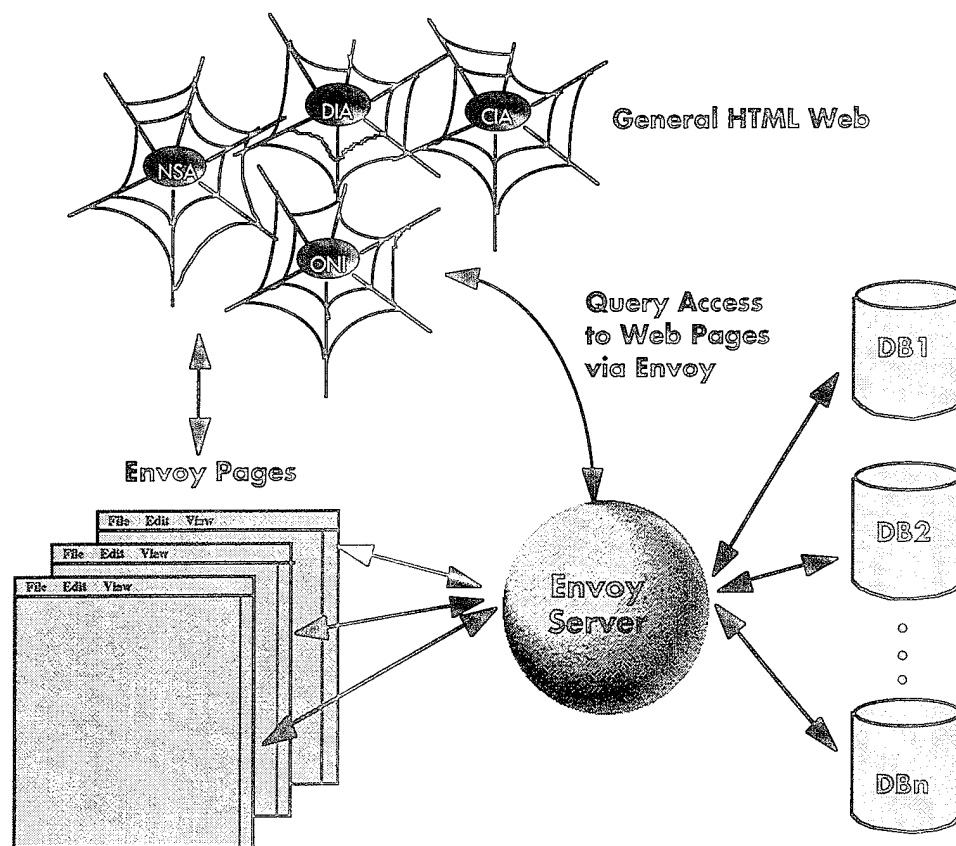 DIA
CIA
General HTML Web
NSA
ONI
Query Access
to Web Pages
via Envoy
DB1
Envoy Pages
File Edit View
File Edit View
File Edit View
DB2
Envoy
Server
DBn